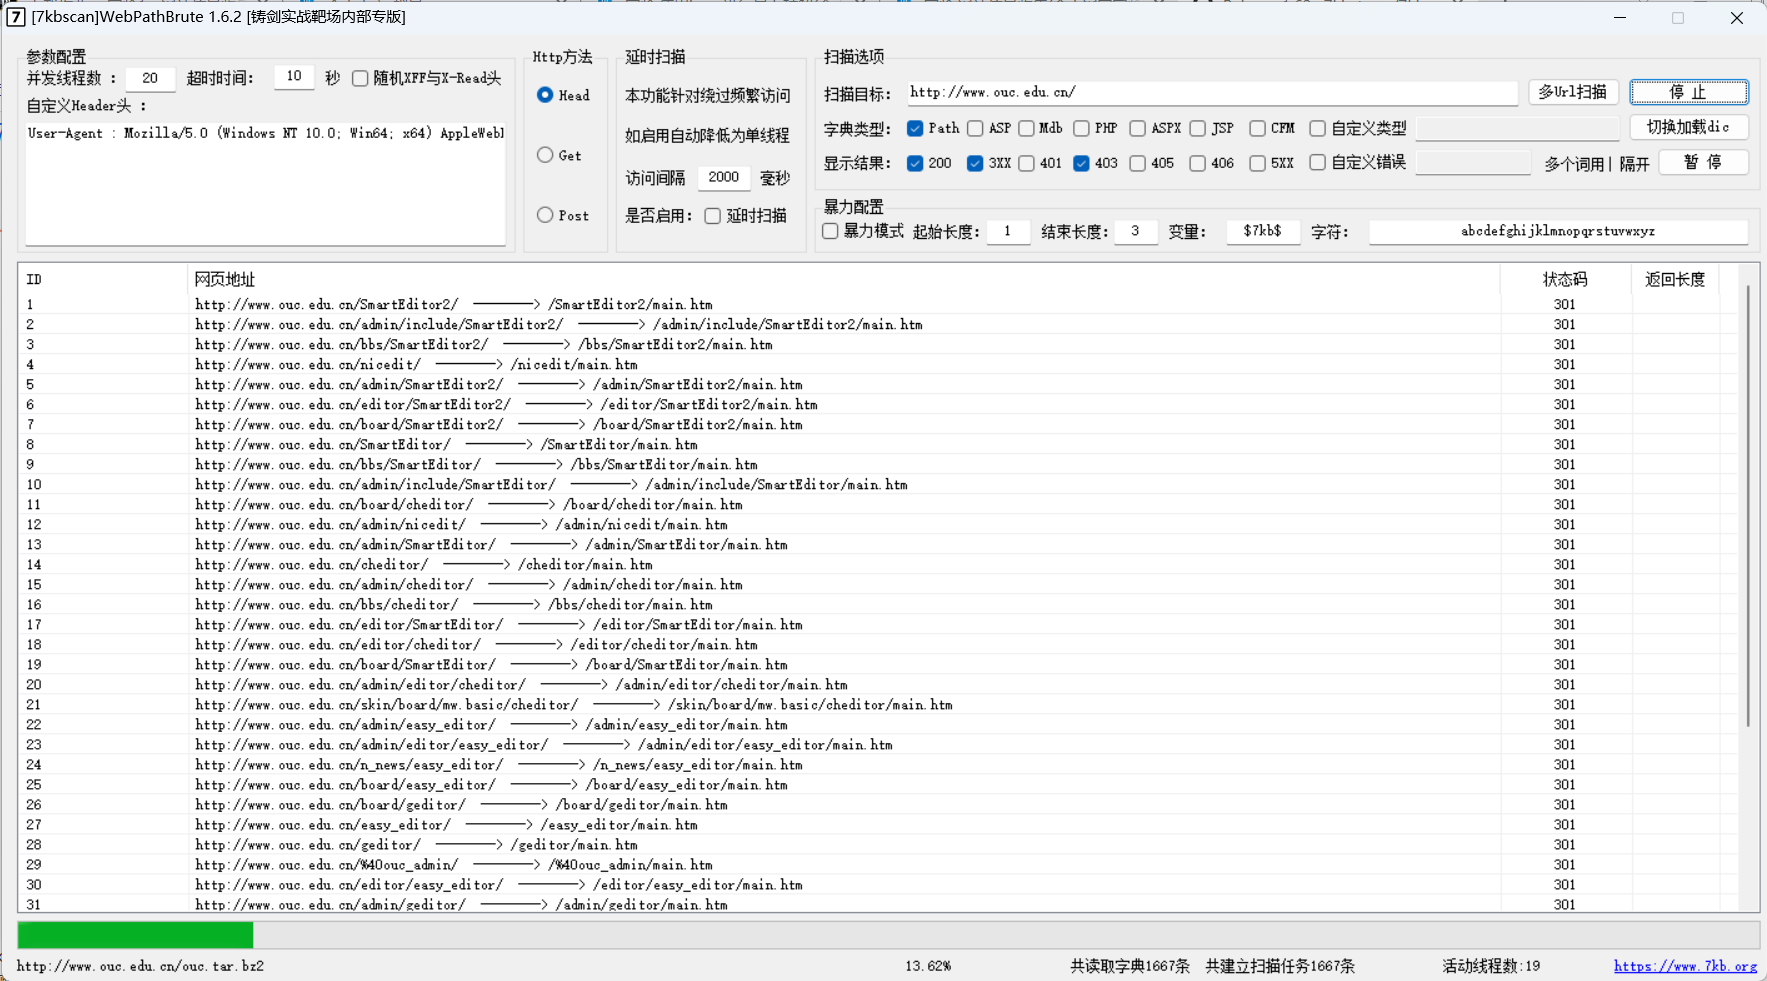 [7kbscan]WebPathBrute 1.6.2 [铸剑实战靶场内部专版]
参数配置
并发线程数 : 20 超时时间: 10 秒 随机XFF与X-Read头
自定义Header头 :
User-Agent : Mozilla/5.0 (Windows NT 10.0; Win64; x64) AppleWebl
Http方法
Head
Get
Post
延时扫描
本功能针对绕过频繁访问
如启用自动降低为单线程
访问间隔 2000 毫秒
是否启用: 延时扫描
扫描选项
扫描目标: http://www.ouc.edu.cn/ 多Url扫描 停 止
字典类型: Path ASP Mdb PHP ASPX JSP CFM 自定义类型 切换加载dic
显示结果: 200 3XX 401 403 405 406 5XX 自定义错误 多个词用| 隔开 暂 停
暴力配置
暴力模式 起始长度: 1 结束长度: 3 变量: $7kb$ 字符: abcdefghijklmnopqrstuvwxyz
ID 网页地址 状态码 返回长度
1 http://www.ouc.edu.cn/SmartEditor2/ ————> /SmartEditor2/main.htm 301
2 http://www.ouc.edu.cn/admin/include/SmartEditor2/ ————> /admin/include/SmartEditor2/main.htm 301
3 http://www.ouc.edu.cn/bbs/SmartEditor2/ ————> /bbs/SmartEditor2/main.htm 301
4 http://www.ouc.edu.cn/nicedit/ ————> /nicedit/main.htm 301
5 http://www.ouc.edu.cn/admin/SmartEditor2/ ————> /admin/SmartEditor2/main.htm 301
6 http://www.ouc.edu.cn/editor/SmartEditor2/ ————> /editor/SmartEditor2/main.htm 301
7 http://www.ouc.edu.cn/board/SmartEditor2/ ————> /board/SmartEditor2/main.htm 301
8 http://www.ouc.edu.cn/SmartEditor/ ————> /SmartEditor/main.htm 301
9 http://www.ouc.edu.cn/bbs/SmartEditor/ ————> /bbs/SmartEditor/main.htm 301
10 http://www.ouc.edu.cn/admin/include/SmartEditor/ ————> /admin/include/SmartEditor/main.htm 301
11 http://www.ouc.edu.cn/board/cheditor/ ————> /board/cheditor/main.htm 301
12 http://www.ouc.edu.cn/admin/nicedit/ ————> /admin/nicedit/main.htm 301
13 http://www.ouc.edu.cn/admin/SmartEditor/ ————> /admin/SmartEditor/main.htm 301
14 http://www.ouc.edu.cn/cheditor/ ————> /cheditor/main.htm 301
15 http://www.ouc.edu.cn/admin/cheditor/ ————> /admin/cheditor/main.htm 301
16 http://www.ouc.edu.cn/bbs/cheditor/ ————> /bbs/cheditor/main.htm 301
17 http://www.ouc.edu.cn/editor/SmartEditor/ ————> /editor/SmartEditor/main.htm 301
18 http://www.ouc.edu.cn/editor/cheditor/ ————> /editor/cheditor/main.htm 301
19 http://www.ouc.edu.cn/board/SmartEditor/ ————> /board/SmartEditor/main.htm 301
20 http://www.ouc.edu.cn/admin/editor/cheditor/ ————> /admin/editor/cheditor/main.htm 301
21 http://www.ouc.edu.cn/skin/board/mw.basic/cheditor/ ————> /skin/board/mw.basic/cheditor/main.htm 301
22 http://www.ouc.edu.cn/admin/easy_editor/ ————> /admin/easy_editor/main.htm 301
23 http://www.ouc.edu.cn/admin/editor/easy_editor/ ————> /admin/editor/easy_editor/main.htm 301
24 http://www.ouc.edu.cn/n_news/easy_editor/ ————> /n_news/easy_editor/main.htm 301
25 http://www.ouc.edu.cn/board/easy_editor/ ————> /board/easy_editor/main.htm 301
26 http://www.ouc.edu.cn/board/geditor/ ————> /board/geditor/main.htm 301
27 http://www.ouc.edu.cn/easy_editor/ ————> /easy_editor/main.htm 301
28 http://www.ouc.edu.cn/geditor/ ————> /geditor/main.htm 301
29 http://www.ouc.edu.cn/%40ouc_admin/ ————> /%40ouc_admin/main.htm 301
30 http://www.ouc.edu.cn/editor/easy_editor/ ————> /editor/easy_editor/main.htm 301
31 http://www.ouc.edu.cn/admin/geditor/ ————> /admin/geditor/main.htm 301
http://www.ouc.edu.cn/ouc.tar.bz2 13.62% 共读取字典1667条 共建立扫描任务1667条 活动线程数:19 https://www.7kb.org